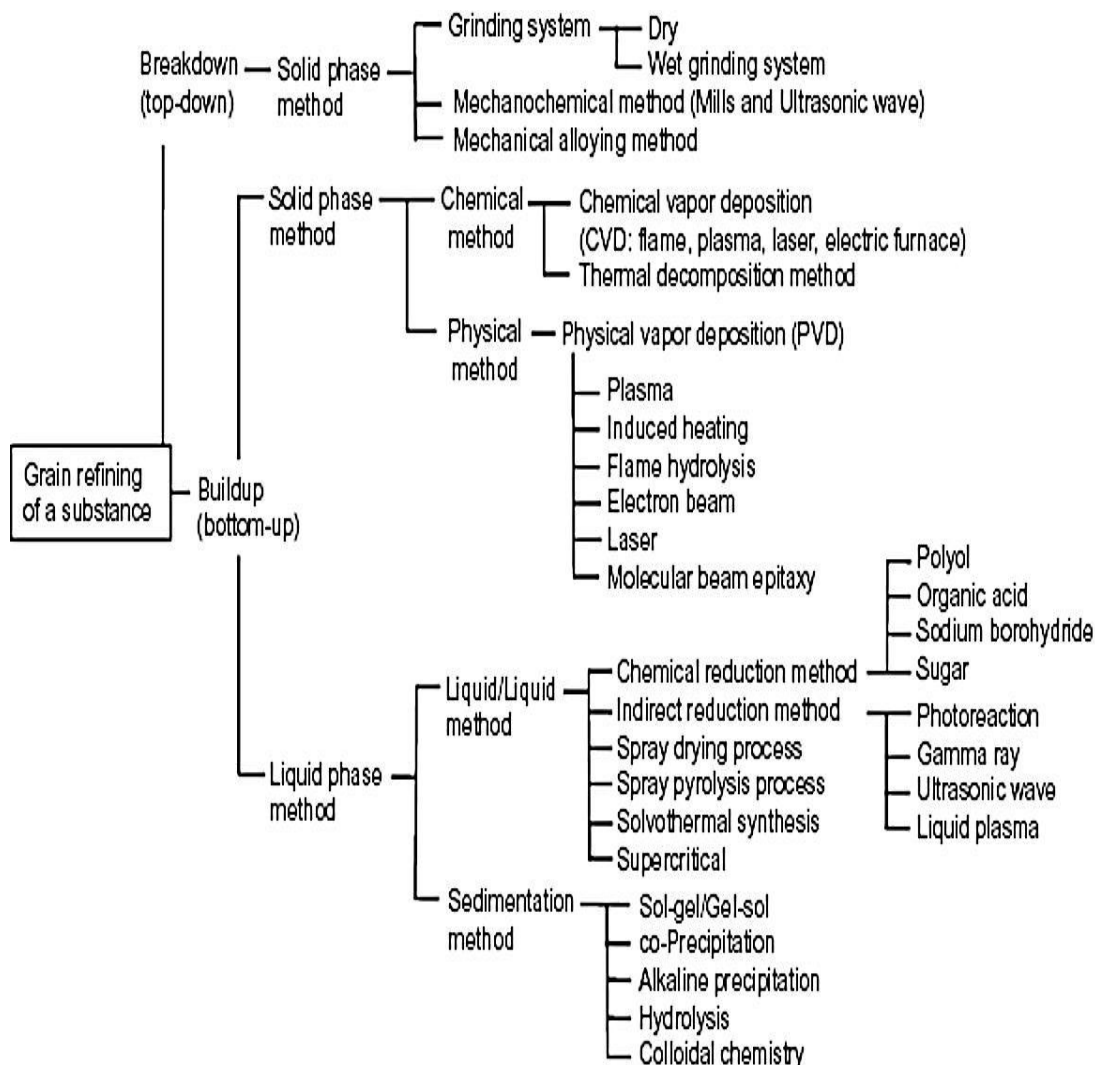 Grinding system
Dry
Wet grinding system
Breakdown
(top-down)
Solid phase
method
Mechanochemical method (Mills and Ultrasonic wave)
Mechanical alloying method
Solid phase
method
Chemical
method
Chemical vapor deposition
(CVD: flame, plasma, laser, electric furnace)
Thermal decomposition method
Physical
method
Physical vapor deposition (PVD)
Plasma
Induced heating
Flame hydrolysis
Electron beam
Laser
Molecular beam epitaxy
Grain refining
of a substance
Buildup
(bottom-up)
Liquid phase
method
Liquid/Liquid
method
Chemical reduction method
Polyol
Organic acid
Sodium borohydride
Sugar
Indirect reduction method
Photoreaction
Gamma ray
Ultrasonic wave
Liquid plasma
Spray drying process
Spray pyrolysis process
Solvothermal synthesis
Supercritical
Sedimentation
method
Sol-gel/Gel-sol
co-Precipitation
Alkaline precipitation
Hydrolysis
Colloidal chemistry